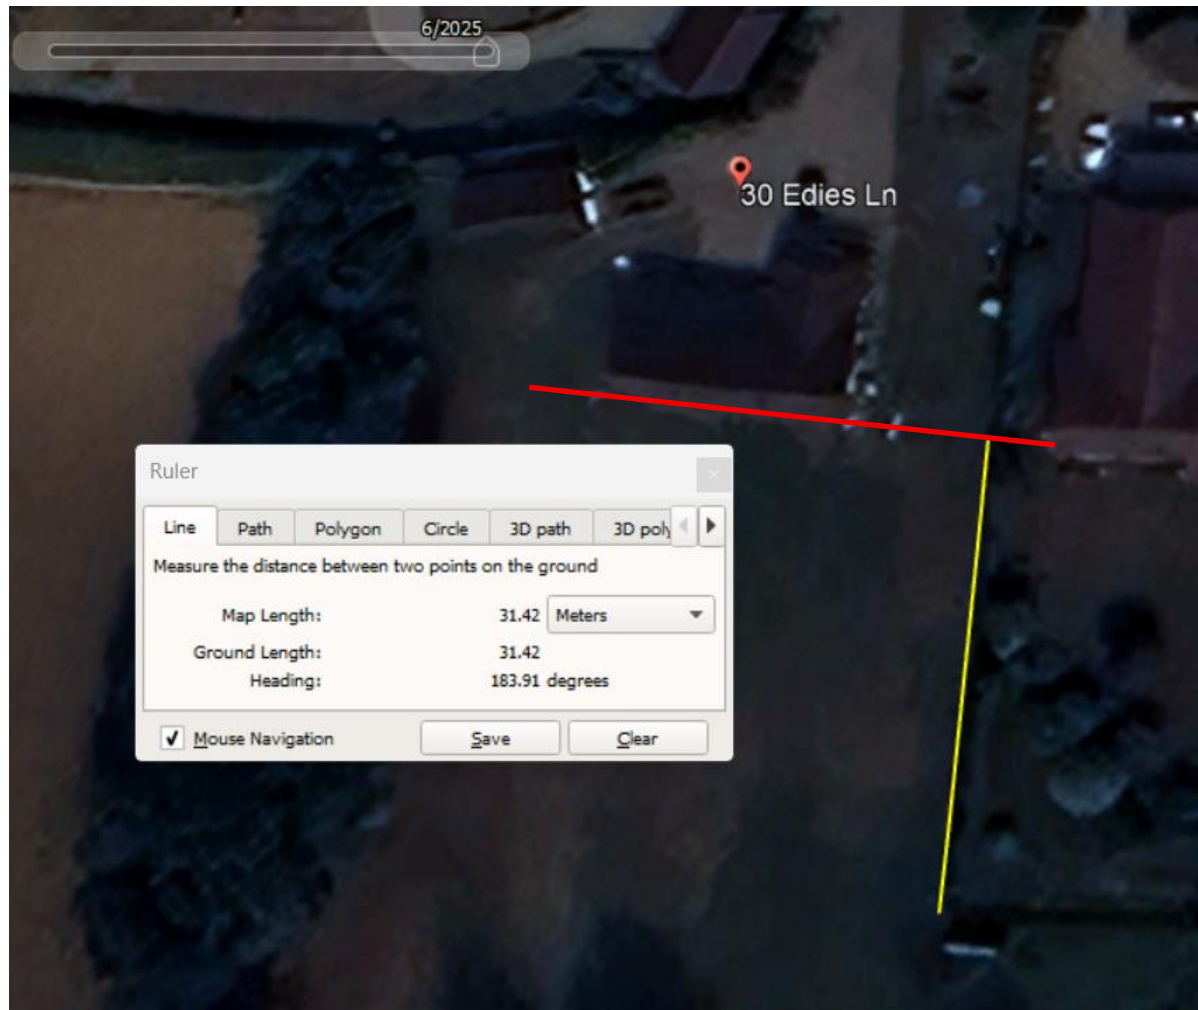 6/2025
30 Edies Ln
Ruler
Line Path Polygon Circle 3D path 3D poly
Measure the distance between two points on the ground
Map Length: 31.42 Meters
Ground Length: 31.42
Heading: 183.91 degrees
Mouse Navigation Save Clear